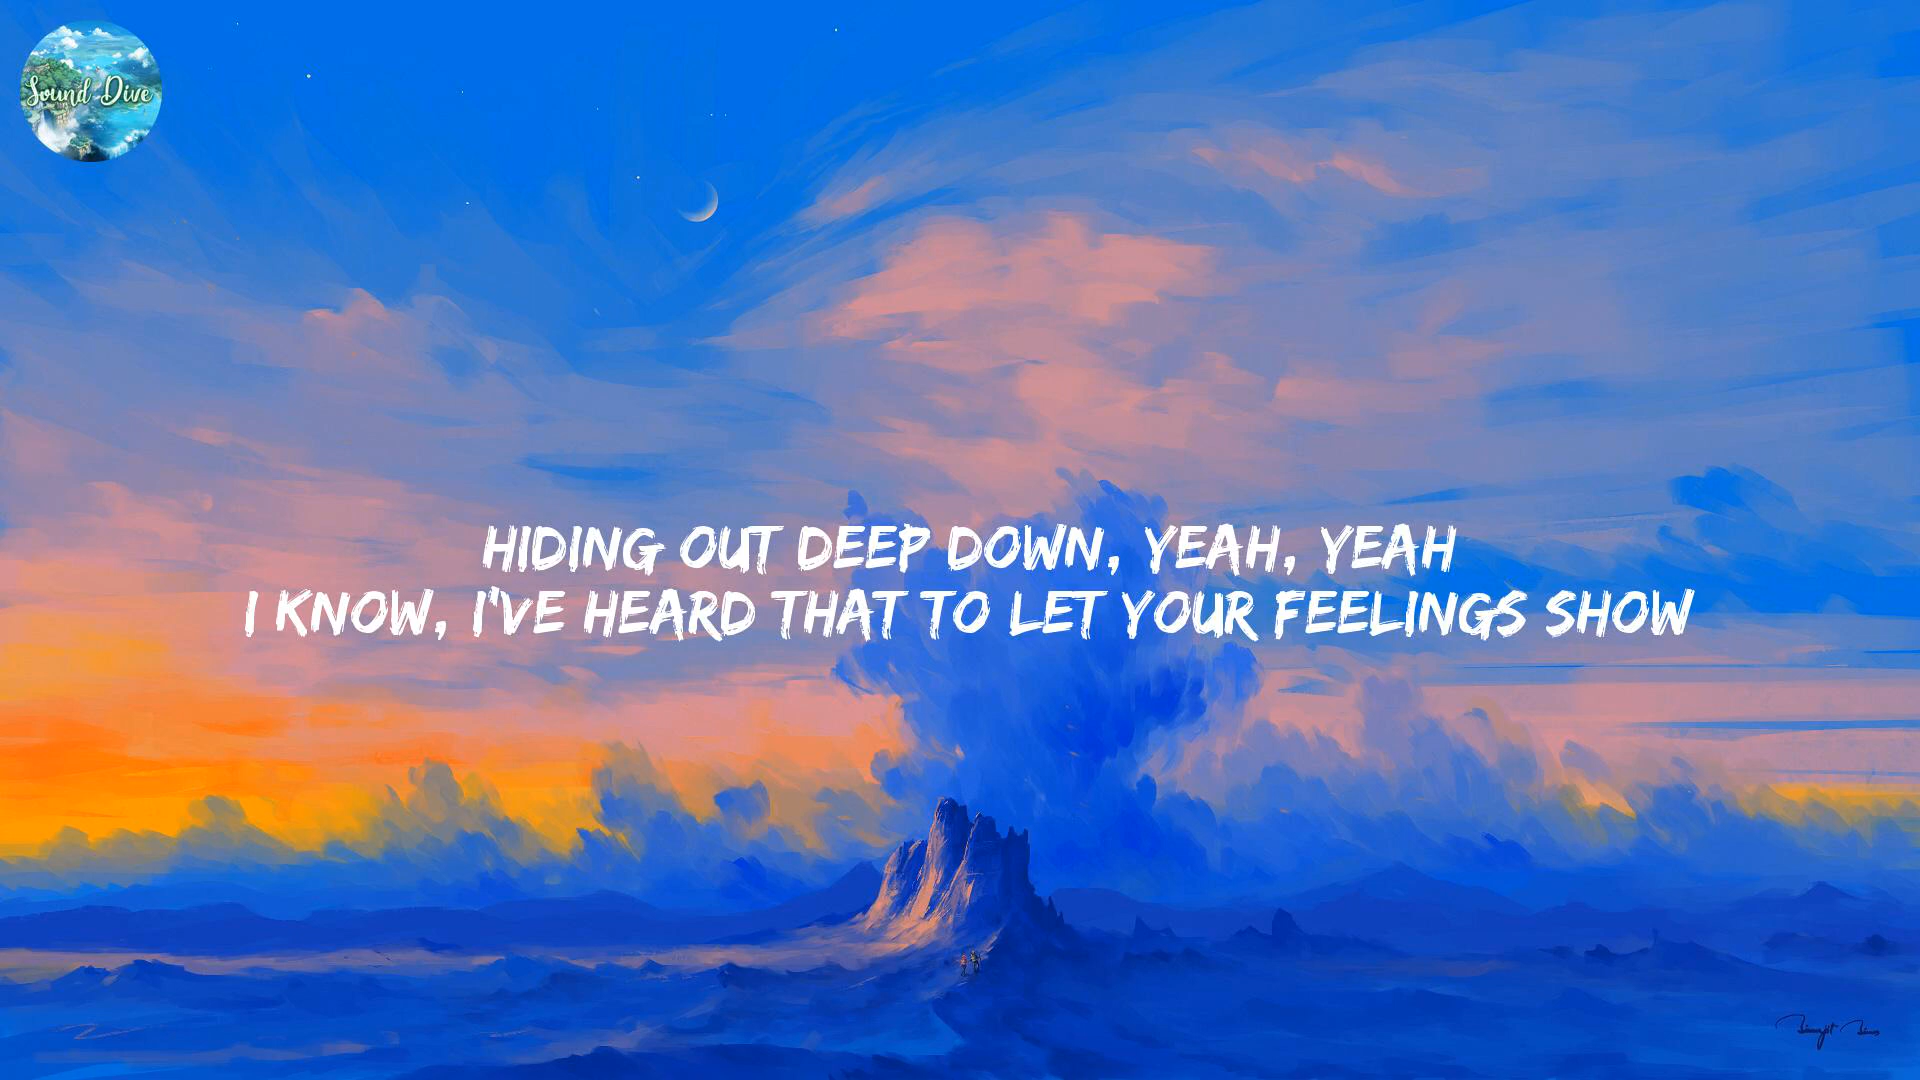 Sound Dive
HIDING OUT DEEP DOWN, YEAH, YEAH
I KNOW, I'VE HEARD THAT TO LET YOUR FEELINGS SHOW